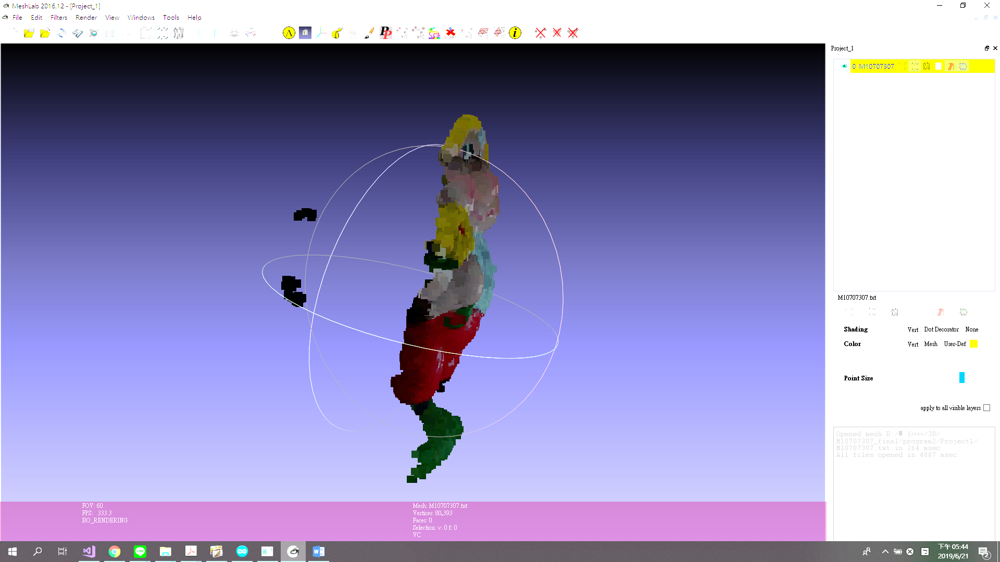 MeshLab 2016.12 - [Project_1]
File Edit Filters Render View Windows Tools Help
Project_1
0 M10707307
M10707307.txt
Shading Vert Dot Decorator None
Color Vert Mesh User-Def
Point Size
apply to all visible layers
Opened mesh D:/
/3D/
M10707307_final/program2/Project1/
M10707307.txt in 264 msec
All files opened in 4887 msec
FOV: 60
FPS: 333.3
BO_RENDERING
Mesh: M10707307.txt
Vertices: 80,393
Faces: 0
Selection: v: 0 f: 0
VC
下午 05:44
2019/6/21
2